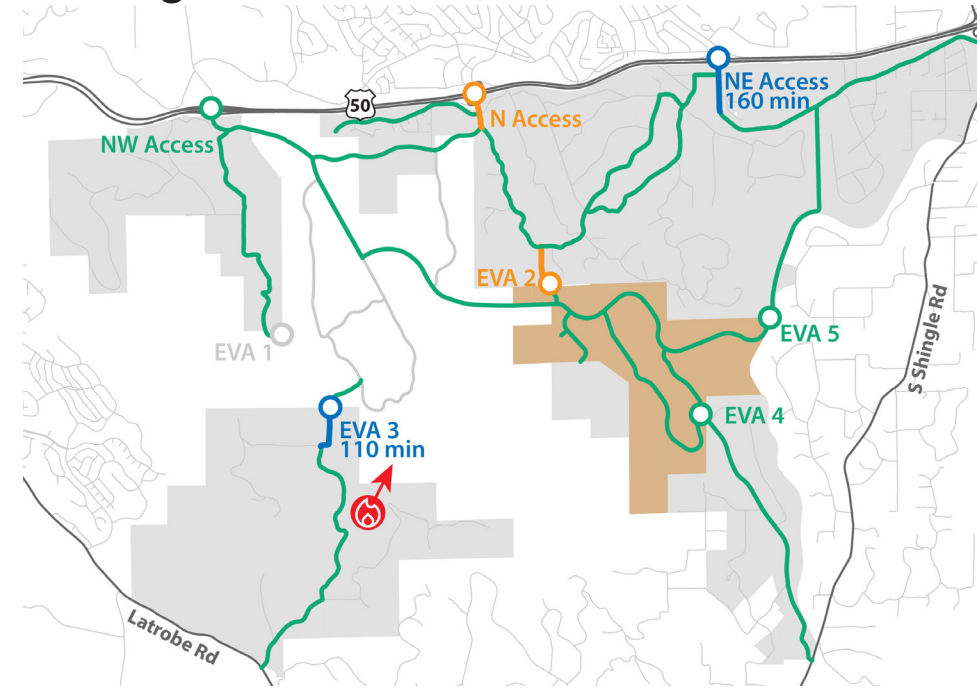 50
NE Access
160 min
N Access
NW Access
EVA 2
EVA 1
EVA 5
S Shingle Rd
EVA 4
EVA 3
110 min
Latrobe Rd